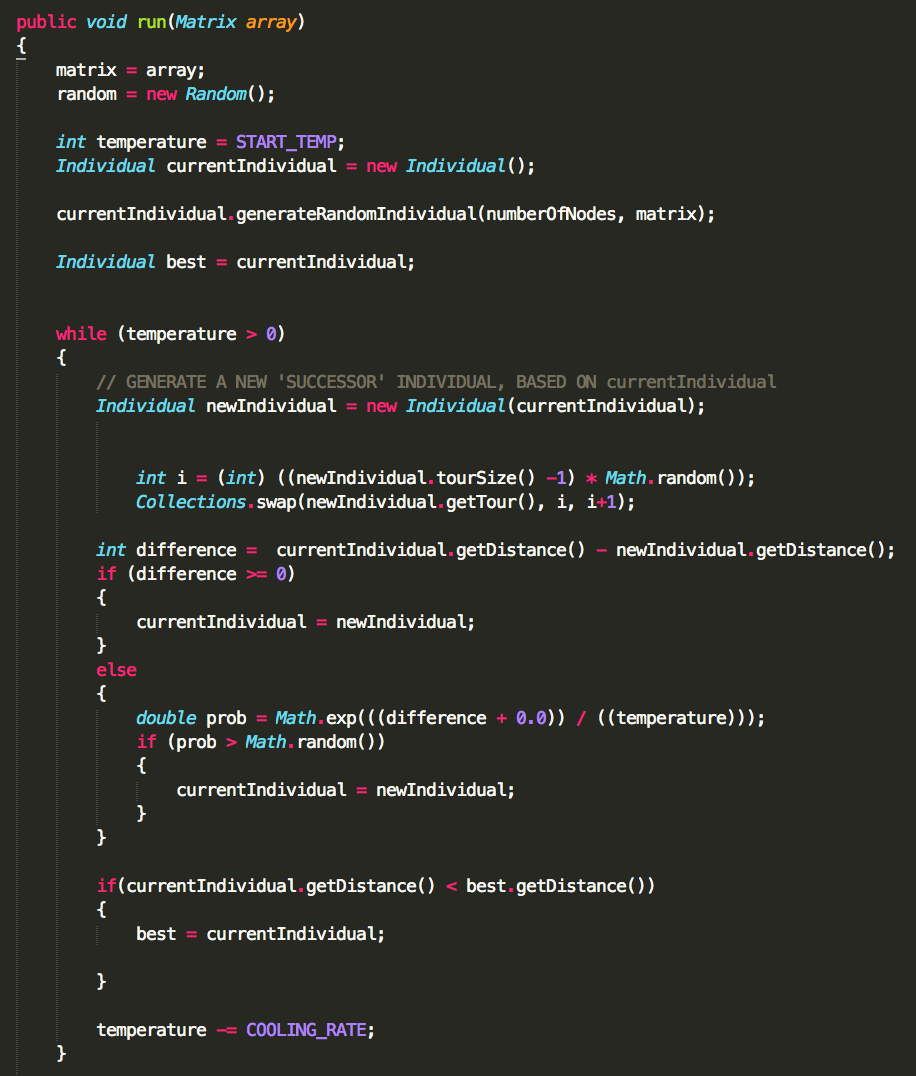 public void run(Matrix array)
{
matrix = array;
random = new Random();
int temperature = START_TEMP;
Individual currentIndividual = new Individual();
currentIndividual.generateRandomIndividual(numberOfNodes, matrix);
Individual best = currentIndividual;
while (temperature > 0)
{
// GENERATE A NEW 'SUCCESSOR' INDIVIDUAL, BASED ON currentIndividual
Individual newIndividual = new Individual(currentIndividual);
int i = (int) ((newIndividual.tourSize() -1) * Math.random());
Collections.swap(newIndividual.getTour(), i, i+1);
int difference =  currentIndividual.getDistance() - newIndividual.getDistance();
if (difference >= 0)
{
currentIndividual = newIndividual;
}
else
{
double prob = Math.exp(((difference + 0.0)) / ((temperature)));
if (prob > Math.random())
{
currentIndividual = newIndividual;
}
}
if(currentIndividual.getDistance() < best.getDistance())
{
best = currentIndividual;
}
temperature -= COOLING_RATE;
}